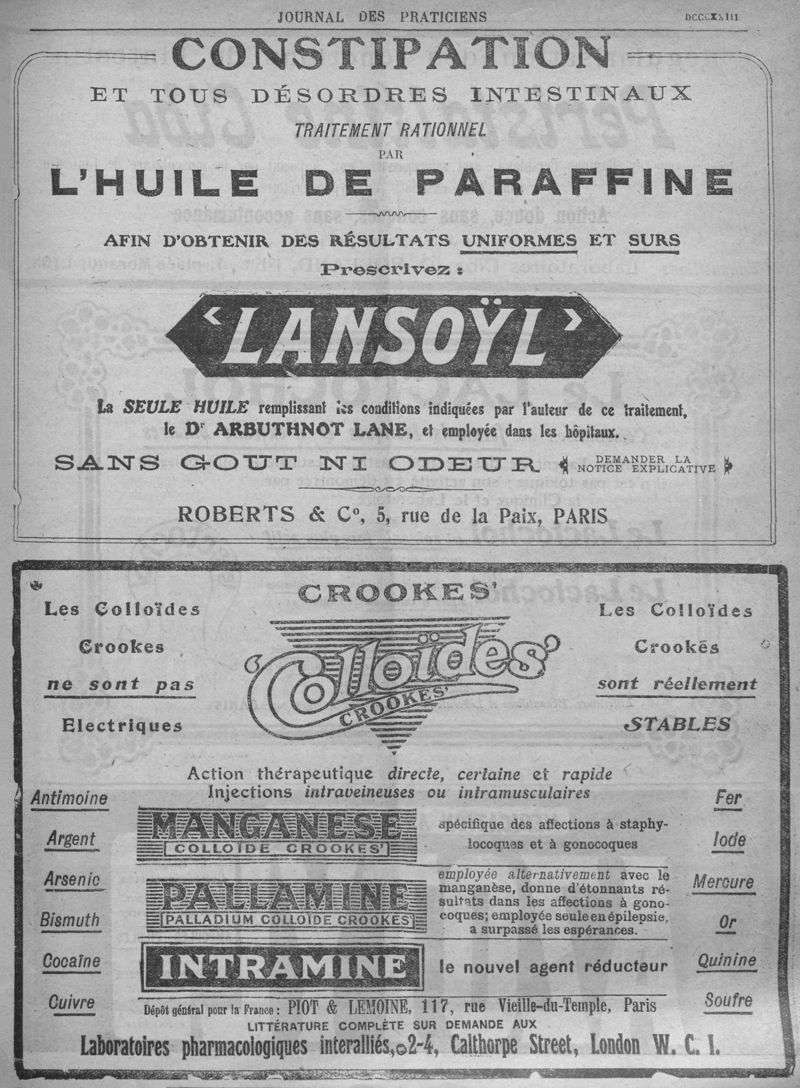 JOURNAL DES PRATICIENS
CONSTIPATION
ET TOUS DÉSORDRES INTESTINAUX
TRAITEMENT RATIONNEL
PAR
L'HUILE DE PARAFFINE
AFIN D'OBTENIR DES RÉSULTATS UNIFORMES ET SURS
Prescrivez :
‹ LANSOŸL ›
La SEULE HUILE remplissant les conditions indiquées par l'auteur de ce traitement,
le Dr ARBUTHNOT LANE, et employée dans les hôpitaux.
SANS GOUT NI ODEUR
DEMANDER LA
NOTICE EXPLICATIVE
ROBERTS & Co, 5, rue de la Paix, PARIS
CROOKES'
'Colloïdes'
CROOKES'
Les Colloïdes
Crookes
ne sont pas
Electriques
Les Colloïdes
Crookés
sont réellement
STABLES
Action thérapeutique directe, certaine et rapide
Injections intraveineuses ou intramusculaires
Antimoine
Argent
Arsenic
Bismuth
Cocaïne
Cuivre
MANGANESE
[COLLOÏDE CROOKES']
spécifique des affections à staphy-
locoques et à gonocoques
PALLAMINE
[PALLADIUM COLLOÏDE CROOKES]
employée alternativement avec le
manganèse, donne d'étonnants ré-
sultats dans les affections à gono-
coques; employée seule en épilepsie,
a surpassé les espérances.
INTRAMINE
le nouvel agent réducteur
Fer
Iode
Mercure
Or
Quinine
Soufre
Dépôt général pour la France : PIOT & LEMOINE, 117, rue Vieille-du-Temple, Paris
LITTÉRATURE COMPLÈTE SUR DEMANDE AUX
Laboratoires pharmacologiques interalliés, 2-4, Calthorpe Street, London W. C. I.